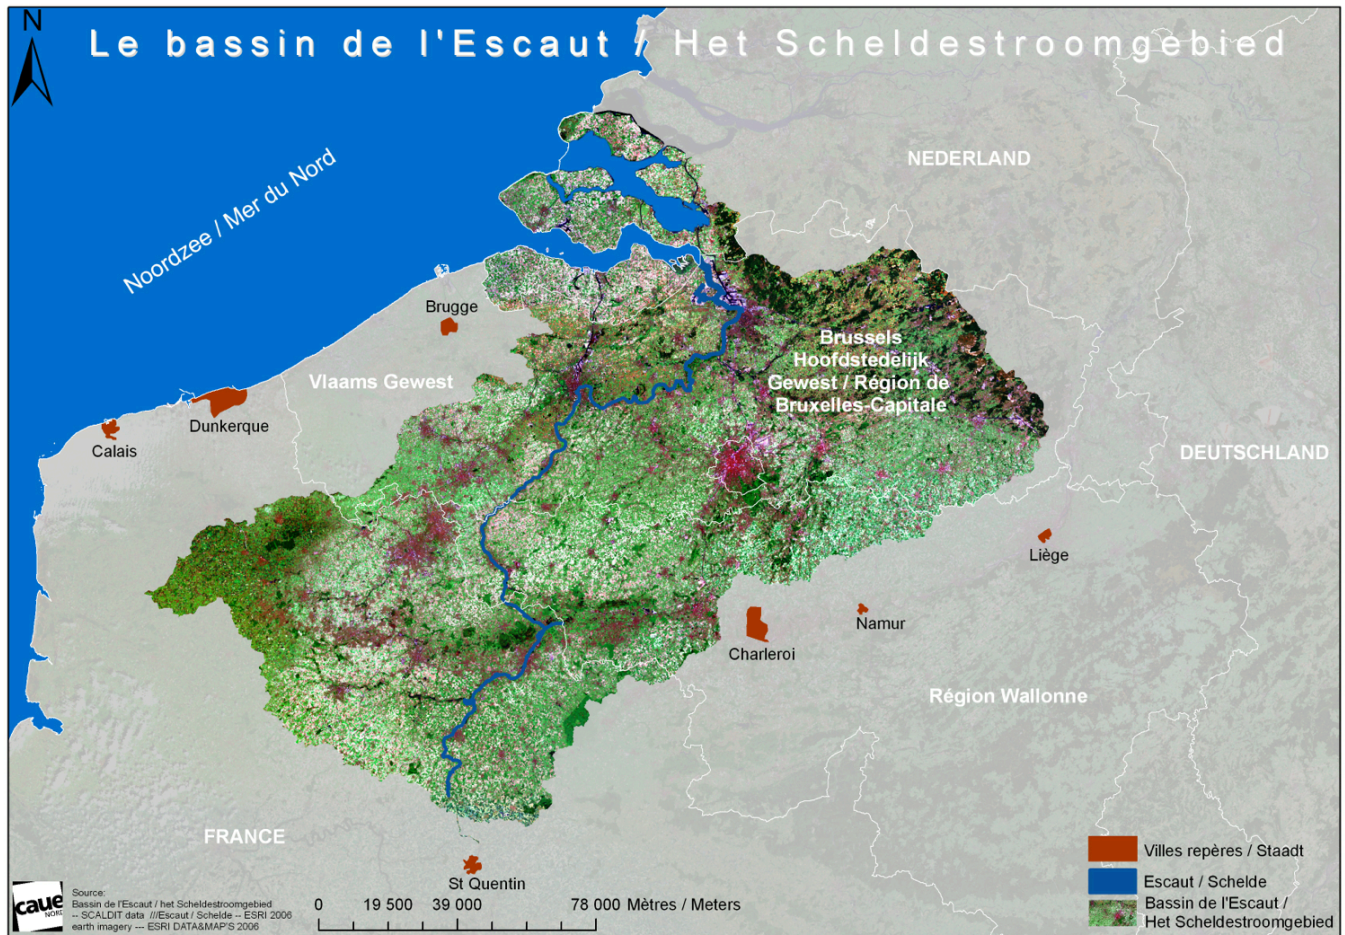 N
Le bassin de l'Escaut / Het Scheldestroomgebied
Noordzee / Mer du Nord
NEDERLAND
Brugge
Brussels
Hoofdstedelijk
Gewest / Région de
Bruxelles-Capitale
Vlaams Gewest
Dunkerque
Calais
DEUTSCHLAND
Liège
Namur
Charleroi
Région Wallonne
FRANCE
St Quentin
Villes repères / Staadt
Escaut / Schelde
Bassin de l'Escaut /
Het Scheldestroomgebied
0 19 500 39 000 78 000 Mètres / Meters
caue
NORD
Source:
Bassin de l'Escaut / het Scheldestroomgebied
-- SCALDIT data ///Escaut / Schelde -- ESRI 2006
earth imagery --- ESRI DATA&MAP'S 2006